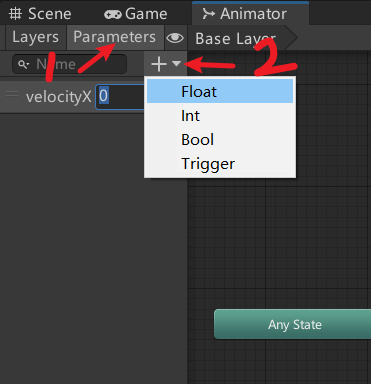 Scene Game Animator
Layers Parameters Base Layer
1 2
Name
velocityX 0
Float
Int
Bool
Trigger
Any State